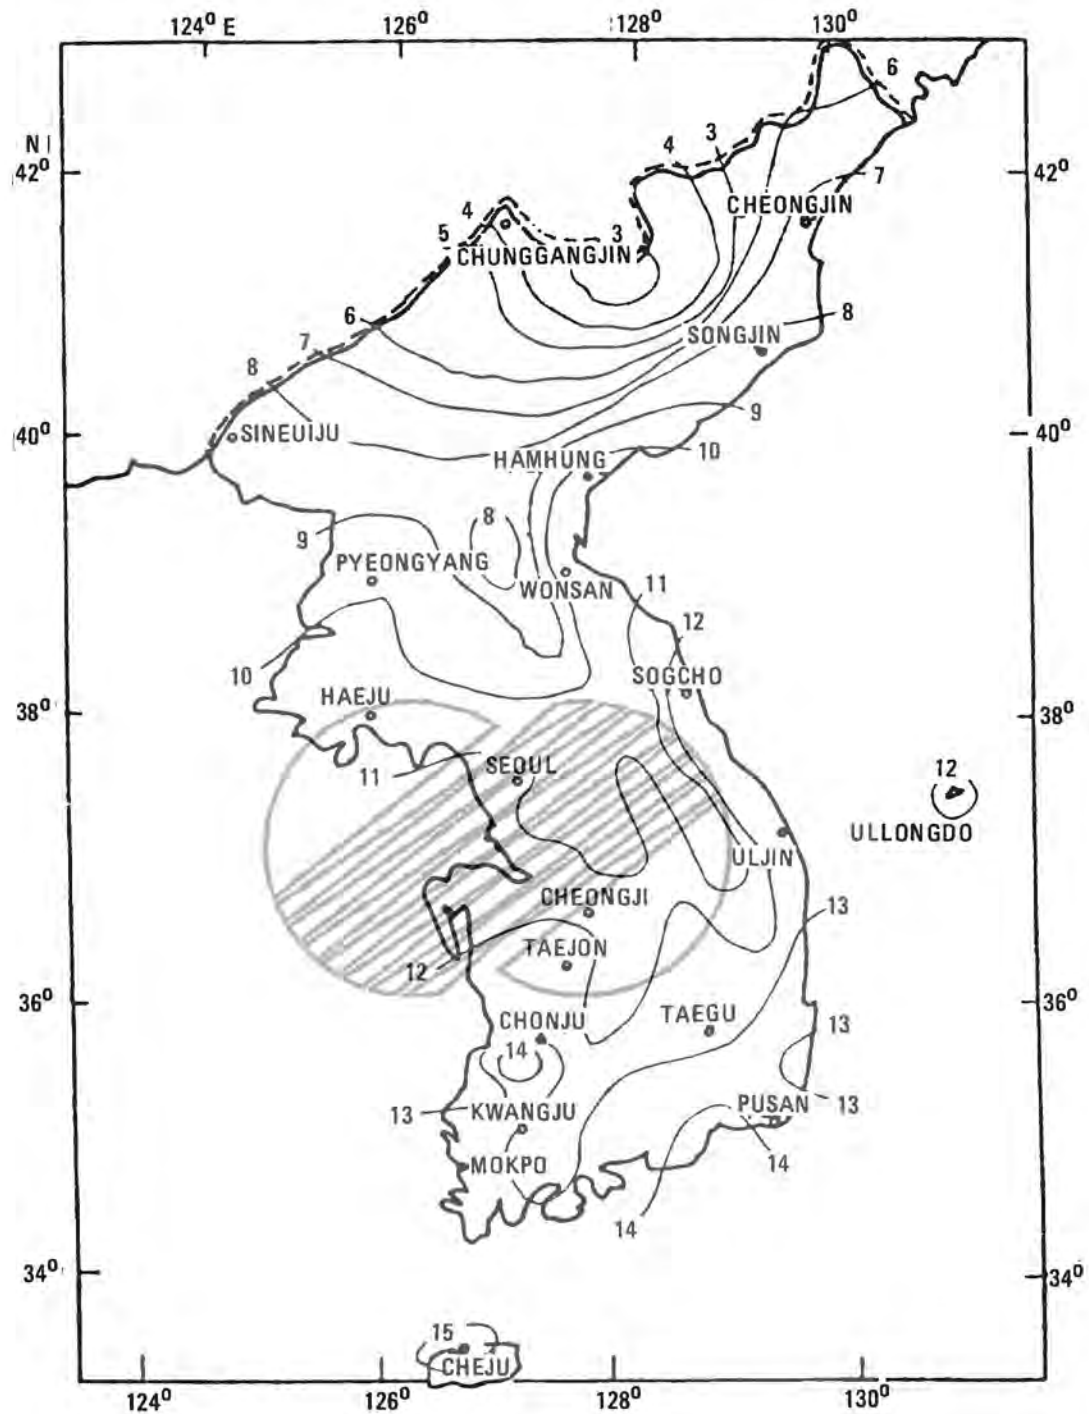 124° E 126° 128° 130°
6
N
42° 4 3 42°
7
CHEONGJIN
4
5 3
CHUNGGANGJIN
6 8
SONGJIN
7
8
9
40° SINEUIJU 40°
HAMHUNG 10
9 8
PYEONGYANG
WONSAN 11
12
10 SOGCHO
HAEJU
38° 38°
11 SEOUL 12
ULLONGDO
ULJIN
CHEONGJI 13
12 TAEJON
36° 36°
CHONJU TAEGU 13
14
13 KWANGJU PUSAN 13
MOKPO 14
14
34° 34°
15
CHEJU
124° 126° 128° 130°